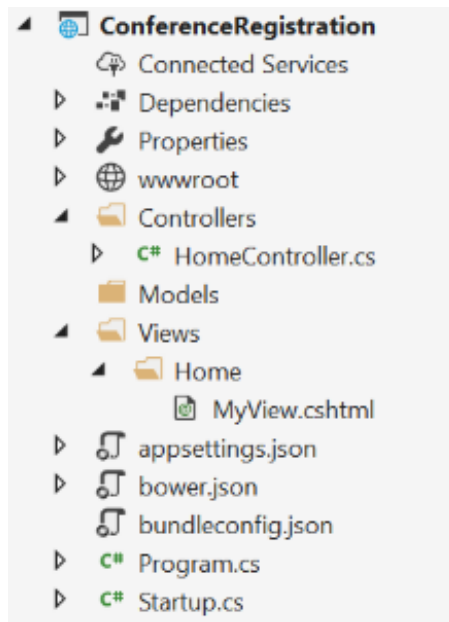 ConferenceRegistration
Connected Services
Dependencies
Properties
wwwroot
Controllers
C# HomeController.cs
Models
Views
Home
MyView.cshtml
appsettings.json
bower.json
bundleconfig.json
C# Program.cs
C# Startup.cs